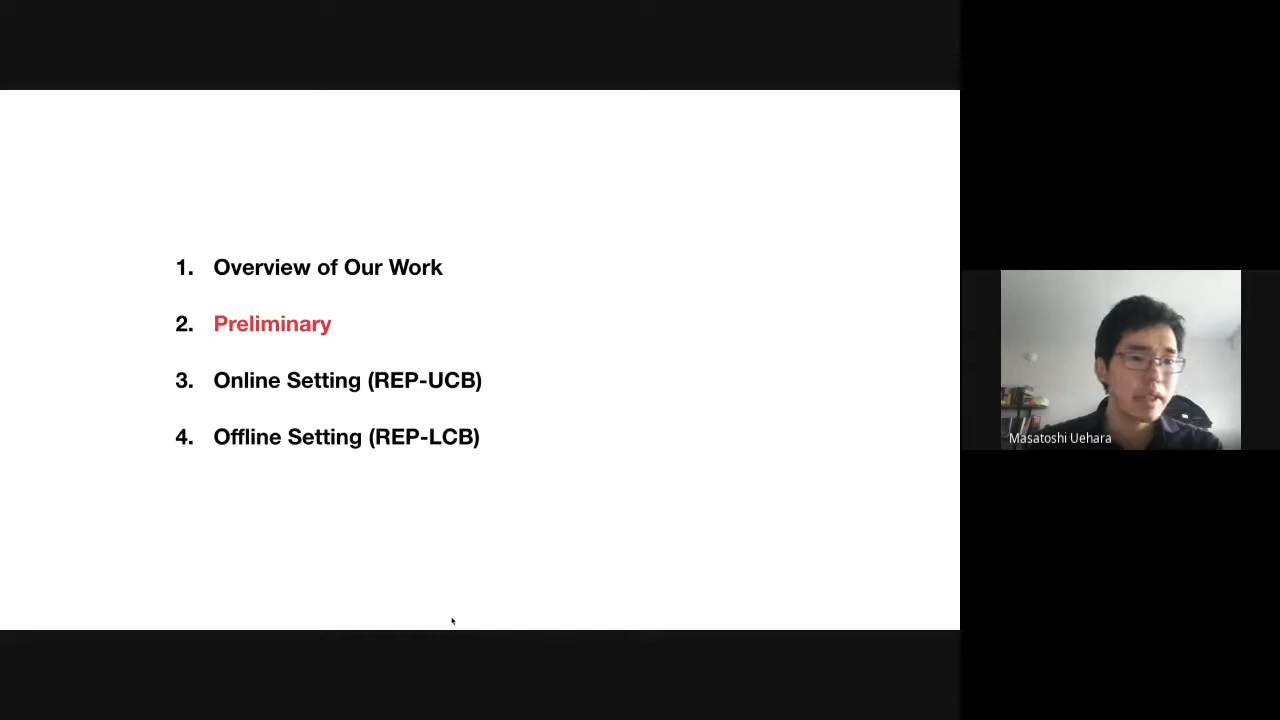 1. Overview of Our Work
2. Preliminary
3. Online Setting (REP-UCB)
4. Offline Setting (REP-LCB)
Masatoshi Uehara